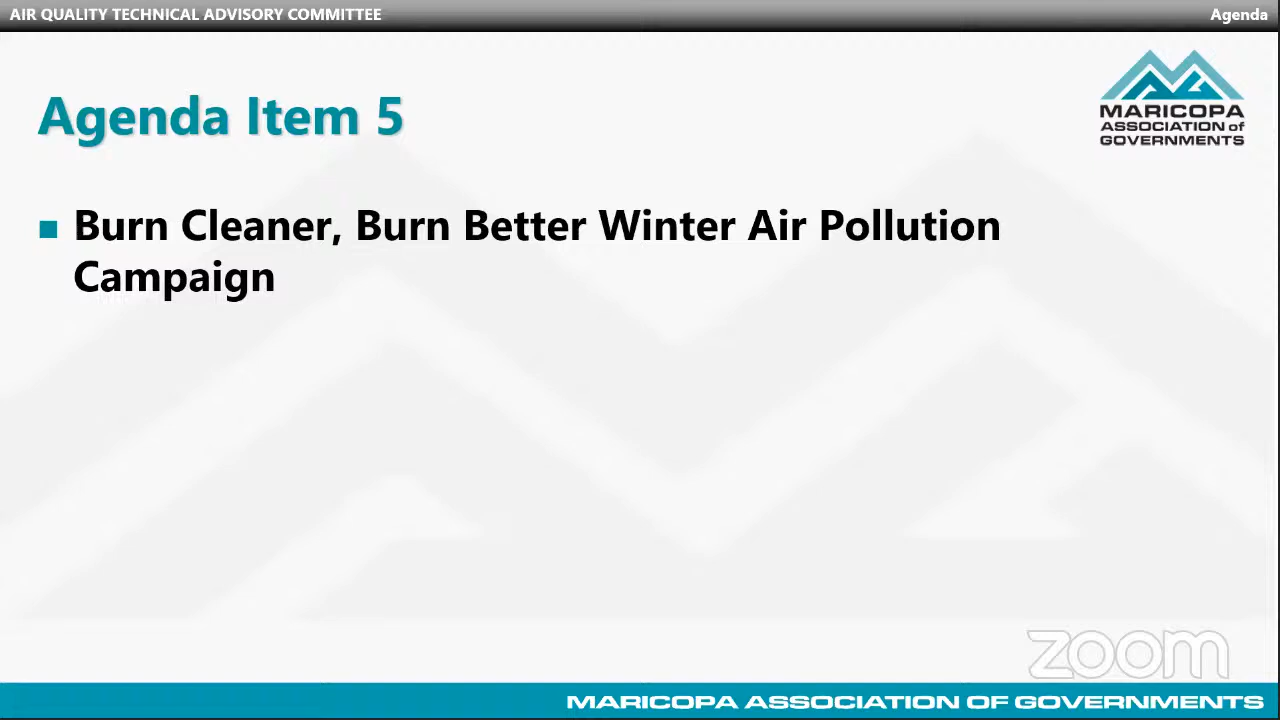 AIR QUALITY TECHNICAL ADVISORY COMMITTEE
Agenda
MARICOPA
ASSOCIATION of
GOVERNMENTS
Agenda Item 5
Burn Cleaner, Burn Better Winter Air Pollution
Campaign
zoom
MARICOPA ASSOCIATION OF GOVERNMENTS